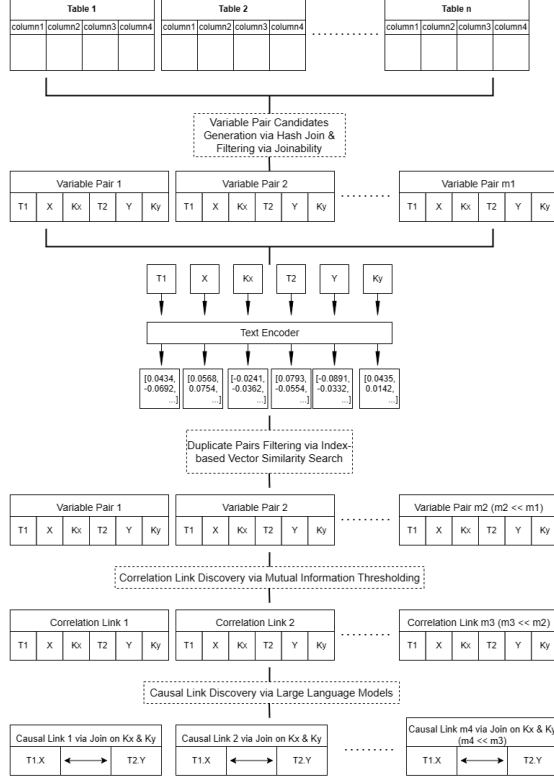 Table 1 Table 2 Table n
column1 column2 column3 column4 column1 column2 column3 column4 column1 column2 column3 column4
Variable Pair Candidates
Generation via Hash Join &
Filtering via Joinability
Variable Pair 1 Variable Pair 2 Variable Pair m1
T1 X Kx T2 Y Ky T1 X Kx T2 Y Ky T1 X Kx T2 Y Ky
T1 X Kx T2 Y Ky
Text Encoder
[0.0434, [0.0568, [-0.0241, [0.0793, [-0.0891, [0.0435,
-0.0692, 0.0754, -0.0362, -0.0554, -0.0332, 0.0142,
...] ...] ...] ...] ...] ...]
Duplicate Pairs Filtering via Index-
based Vector Similarity Search
Variable Pair 1 Variable Pair 2 Variable Pair m2 (m2 << m1)
T1 X Kx T2 Y Ky T1 X Kx T2 Y Ky T1 X Kx T2 Y Ky
Correlation Link Discovery via Mutual Information Thresholding
Correlation Link 1 Correlation Link 2 Correlation Link m3 (m3 << m2)
T1 X Kx T2 Y Ky T1 X Kx T2 Y Ky T1 X Kx T2 Y Ky
Causal Link Discovery via Large Language Models
Causal Link 1 via Join on Kx & Ky Causal Link 2 via Join on Kx & Ky Causal Link m4 via Join on Kx & Ky
(m4 << m3)
T1.X T2.Y T1.X T2.Y T1.X T2.Y